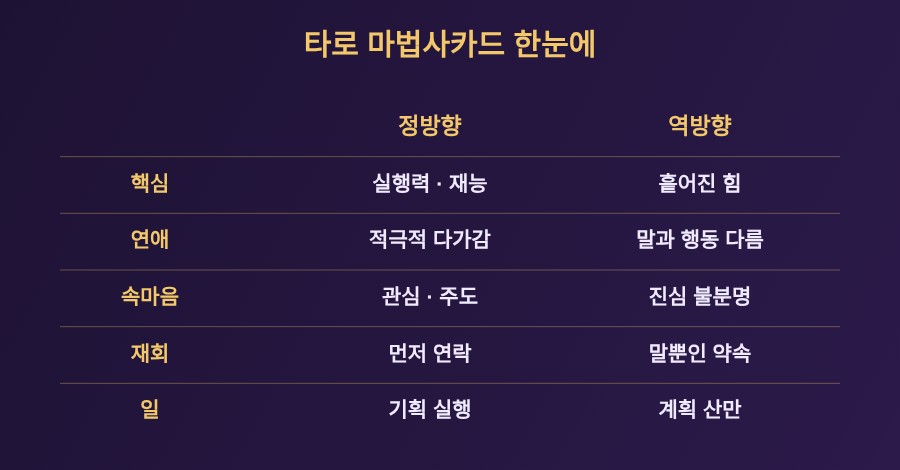 타로 마법사카드 한눈에
정방향 역방향
핵심 실행력 · 재능 흩어진 힘
연애 적극적 다가감 말과 행동 다름
속마음 관심 · 주도 진심 불분명
재회 먼저 연락 말뿐인 약속
일 기획 실행 계획 산만